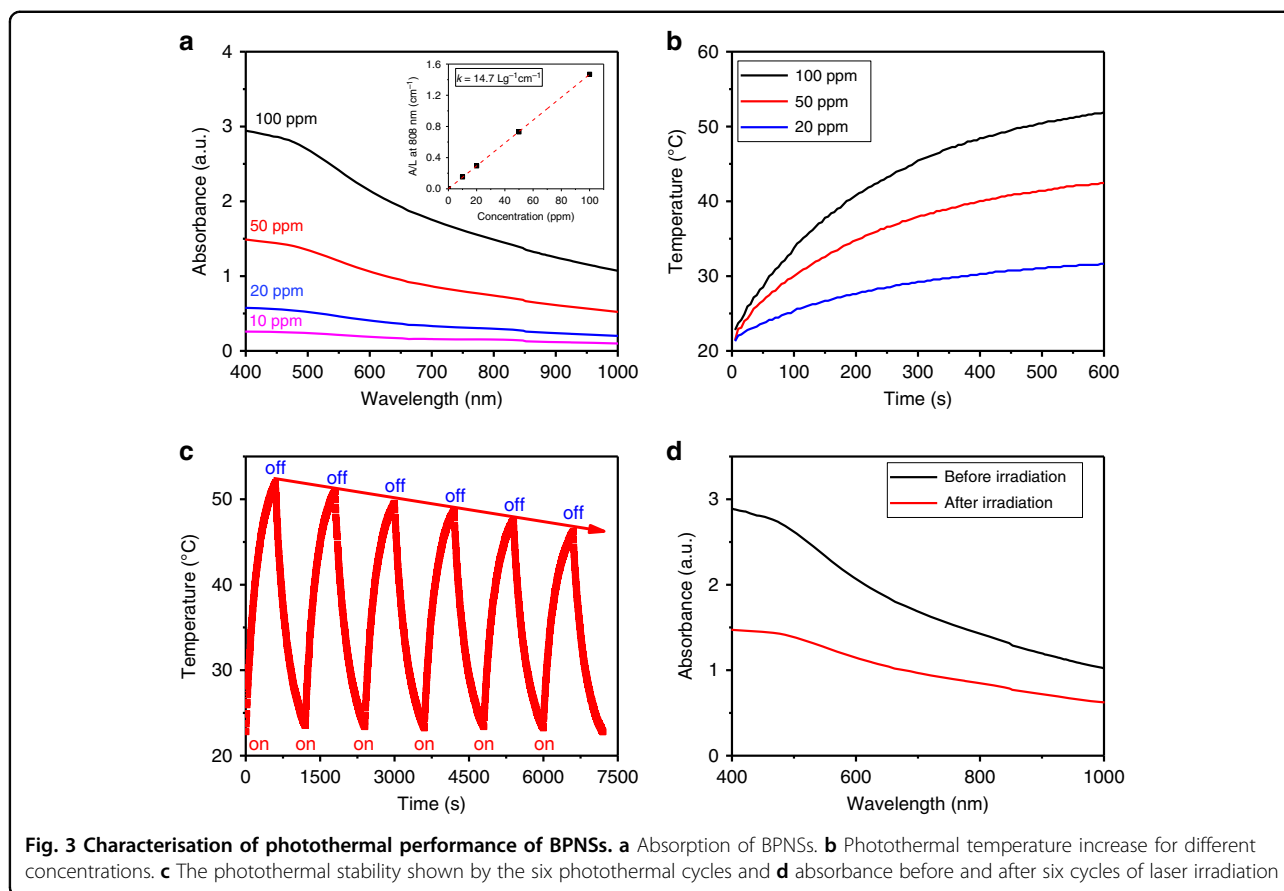 a
4
3
2
1
0
Absorbance (a.u.)
400 500 600 700 800 900 1000
Wavelength (nm)
100 ppm
50 ppm
20 ppm
10 ppm
k = 14.7 Lg⁻¹cm⁻¹
1.6
1.2
0.8
0.4
0.0
A/L at 808 nm (cm⁻¹)
0 20 40 60 80 100
Concentration (ppm)
b
60
50
40
30
20
Temperature (°C)
100 ppm
50 ppm
20 ppm
0 100 200 300 400 500 600
Time (s)
c
50
40
30
20
Temperature (°C)
off off off off off off
on on on on on on
0 1500 3000 4500 6000 7500
Time (s)
d
3
2
1
0
Absorbance (a.u.)
Before irradiation
After irradiation
400 600 800 1000
Wavelength (nm)
Fig. 3 Characterisation of photothermal performance of BPNSs. a Absorption of BPNSs. b Photothermal temperature increase for different
concentrations. c The photothermal stability shown by the six photothermal cycles and d absorbance before and after six cycles of laser irradiation